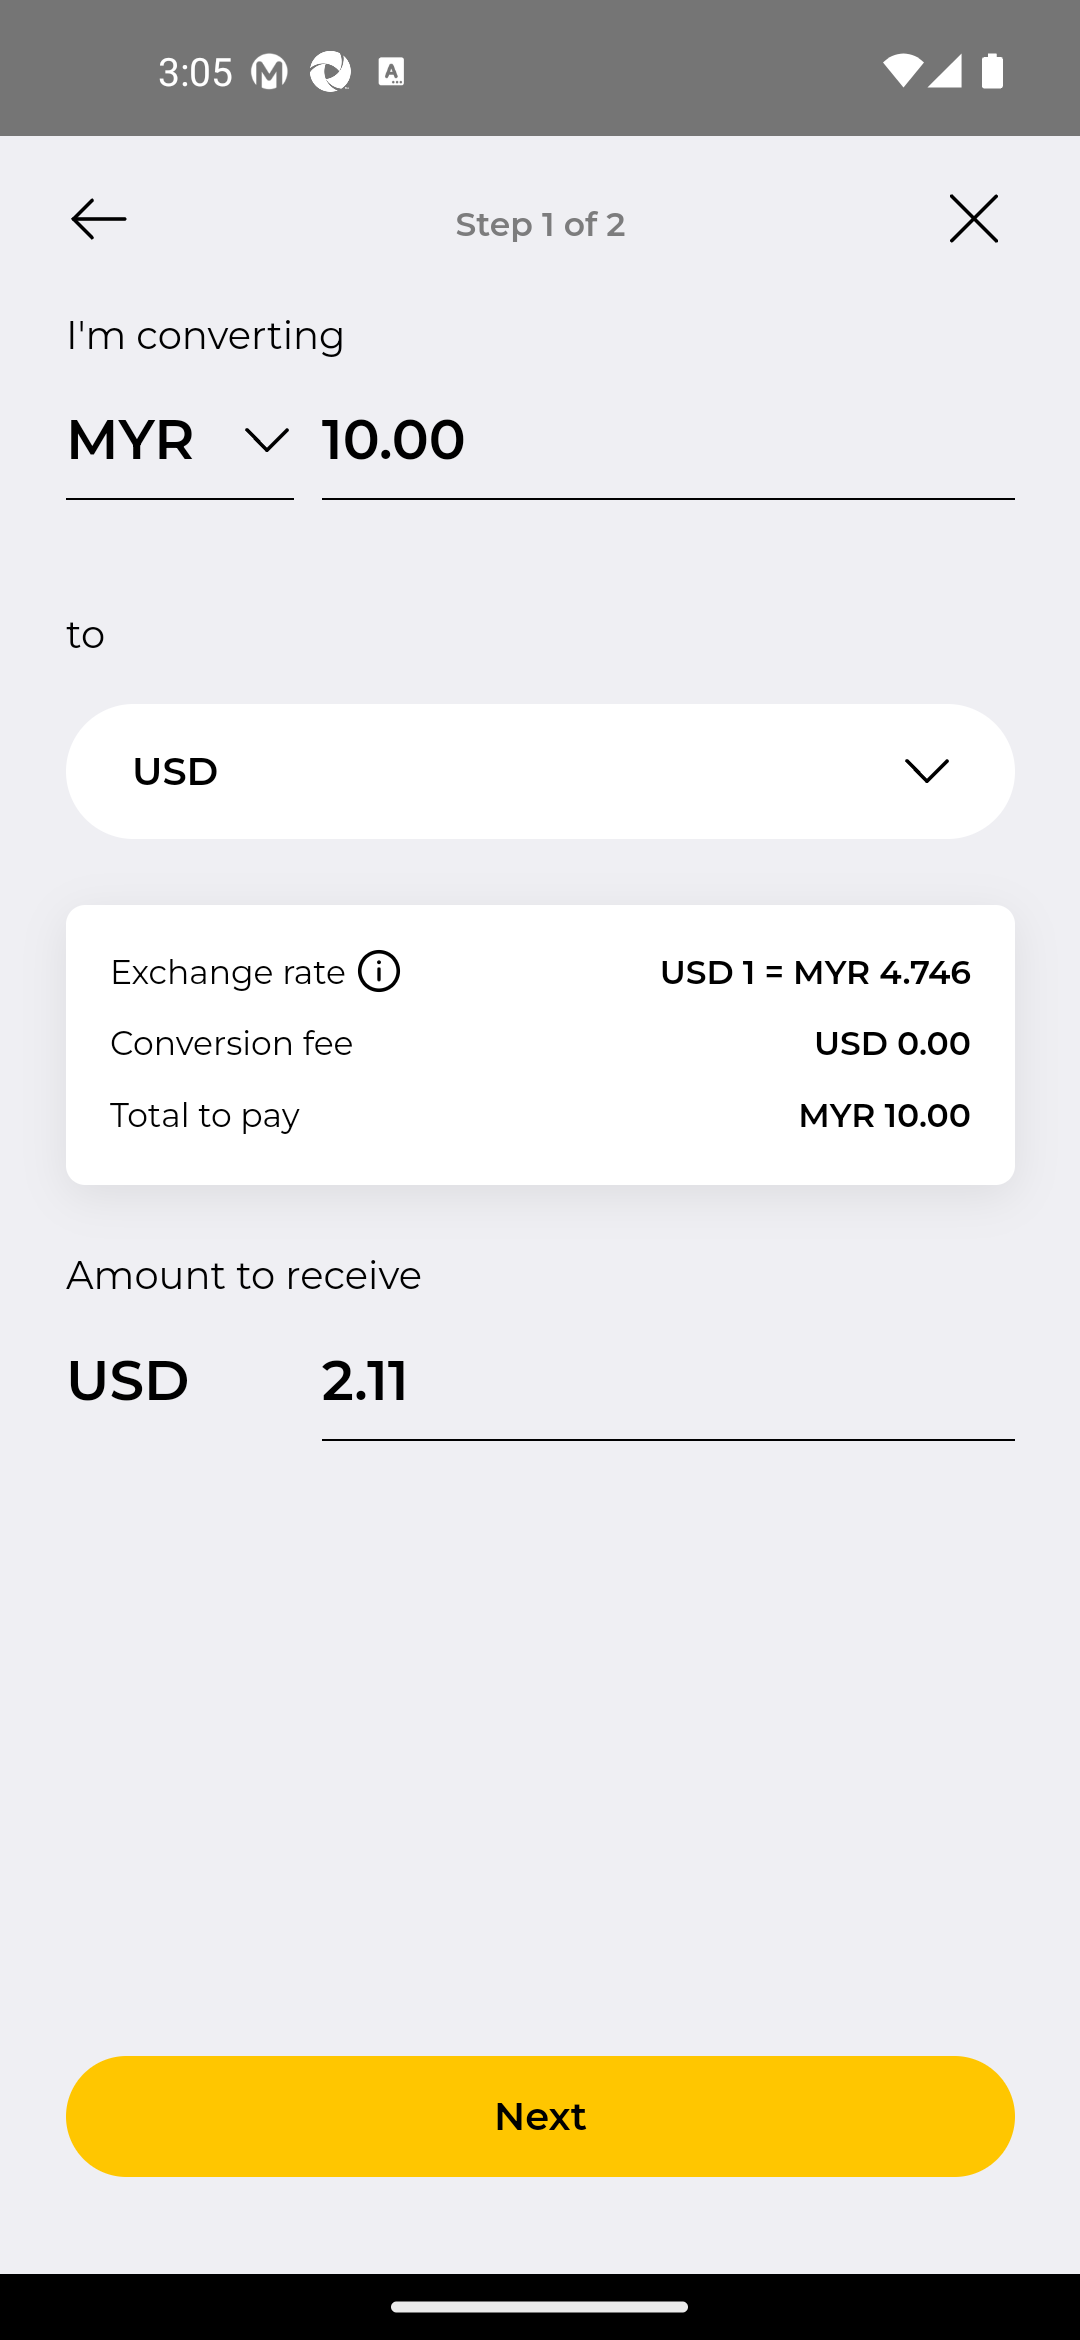 3:05
Step 1 of 2
I'm converting
MYR 10.00
to
USD
Exchange rate USD 1 = MYR 4.746
Conversion fee USD 0.00
Total to pay MYR 10.00
Amount to receive
USD 2.11
Next